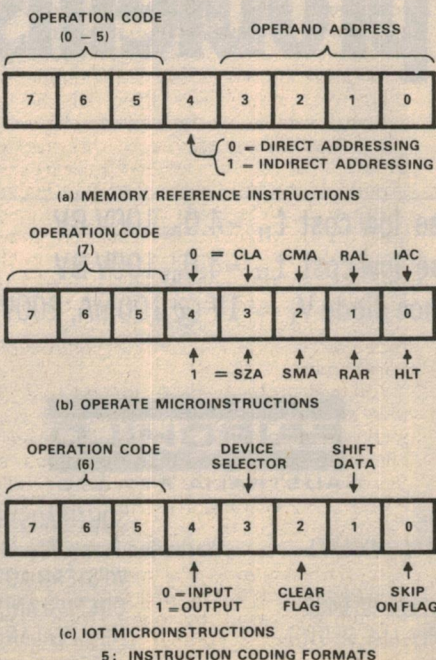 OPERATION CODE
(0 – 5)
OPERAND ADDRESS
7 6 5 4 3 2 1 0
0 = DIRECT ADDRESSING
1 = INDIRECT ADDRESSING
(a) MEMORY REFERENCE INSTRUCTIONS
OPERATION CODE
(7)
0 = CLA CMA RAL IAC
7 6 5 4 3 2 1 0
1 = SZA SMA RAR HLT
(b) OPERATE MICROINSTRUCTIONS
OPERATION CODE
(6)
DEVICE
SELECTOR
SHIFT
DATA
7 6 5 4 3 2 1 0
0 = INPUT
1 = OUTPUT
CLEAR
FLAG
SKIP
ON FLAG
(c) IOT MICROINSTRUCTIONS
5: INSTRUCTION CODING FORMATS